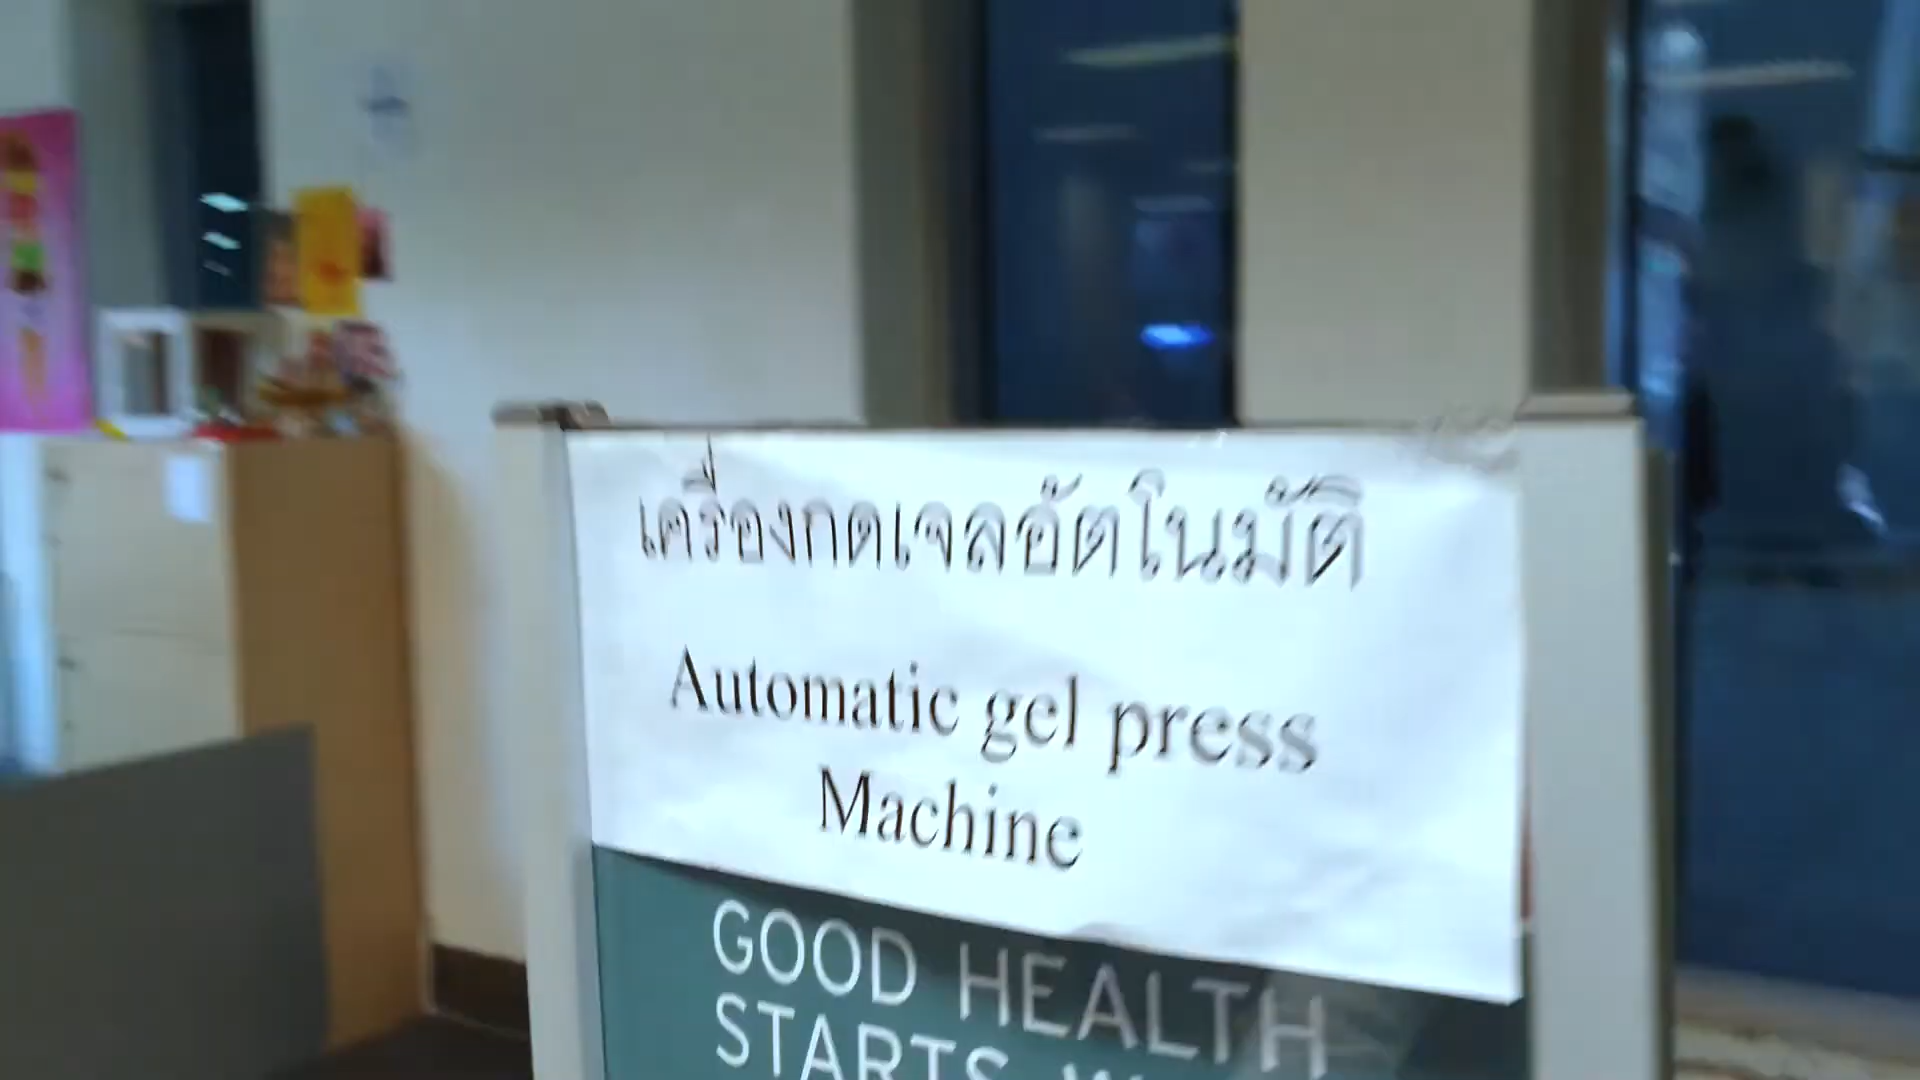 เครื่องกดเจลอัตโนมัติ
Automatic gel press
Machine
GOOD HEALTH
STARTS